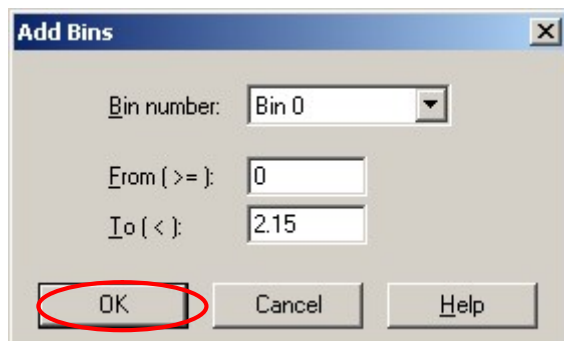 Add Bins
Bin number: Bin 0
From ( >= ): 0
To ( < ): 2.15
OK Cancel Help